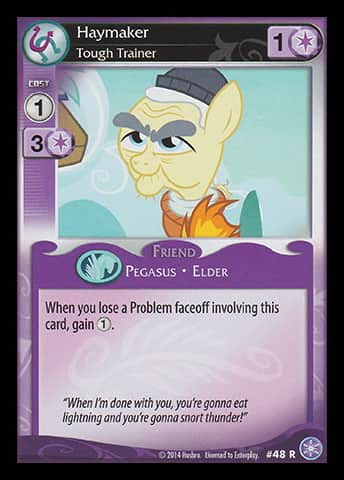 Haymaker
Tough Trainer
1
COST
1
3
FRIEND
PEGASUS • ELDER
When you lose a Problem faceoff involving this
card, gain 1.
"When I'm done with you, you're gonna eat
lightning and you're gonna snort thunder!"
© 2014 Hasbro. Licensed to Enterplay. #48 R